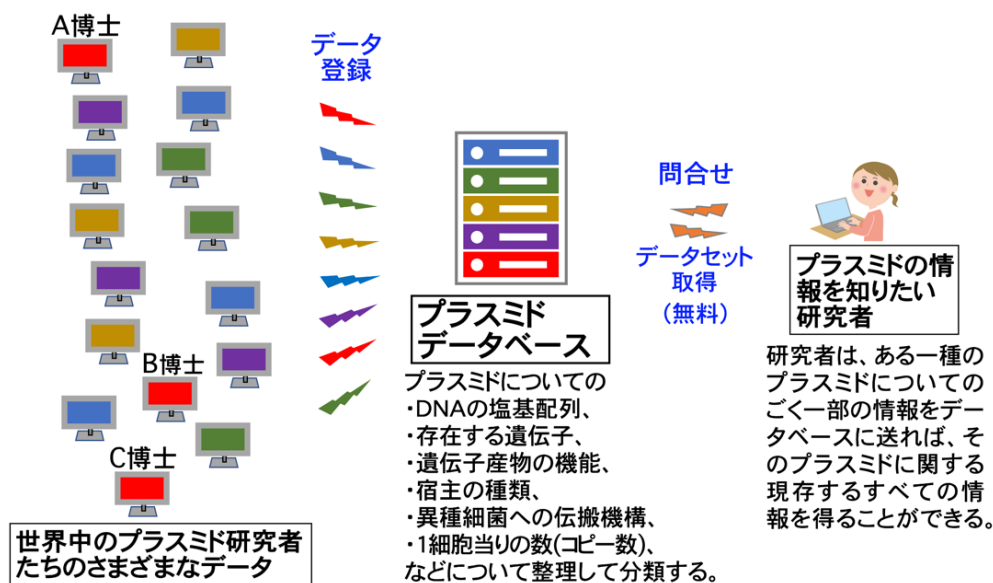 A博士
B博士
C博士
世界中のプラスミド研究者
たちのさまざまなデータ
データ
登録
プラスミド
データベース
プラスミドについての
・DNAの塩基配列、
・存在する遺伝子、
・遺伝子産物の機能、
・宿主の種類、
・異種細菌への伝搬機構、
・1細胞当りの数(コピー数)、
などについて整理して分類する。
問合せ
データセット
取得
（無料）
プラスミドの情
報を知りたい
研究者
研究者は、ある一種の
プラスミドについての
ごく一部の情報をデー
タベースに送れば、そ
のプラスミドに関する
現存するすべての情
報を得ることができる。